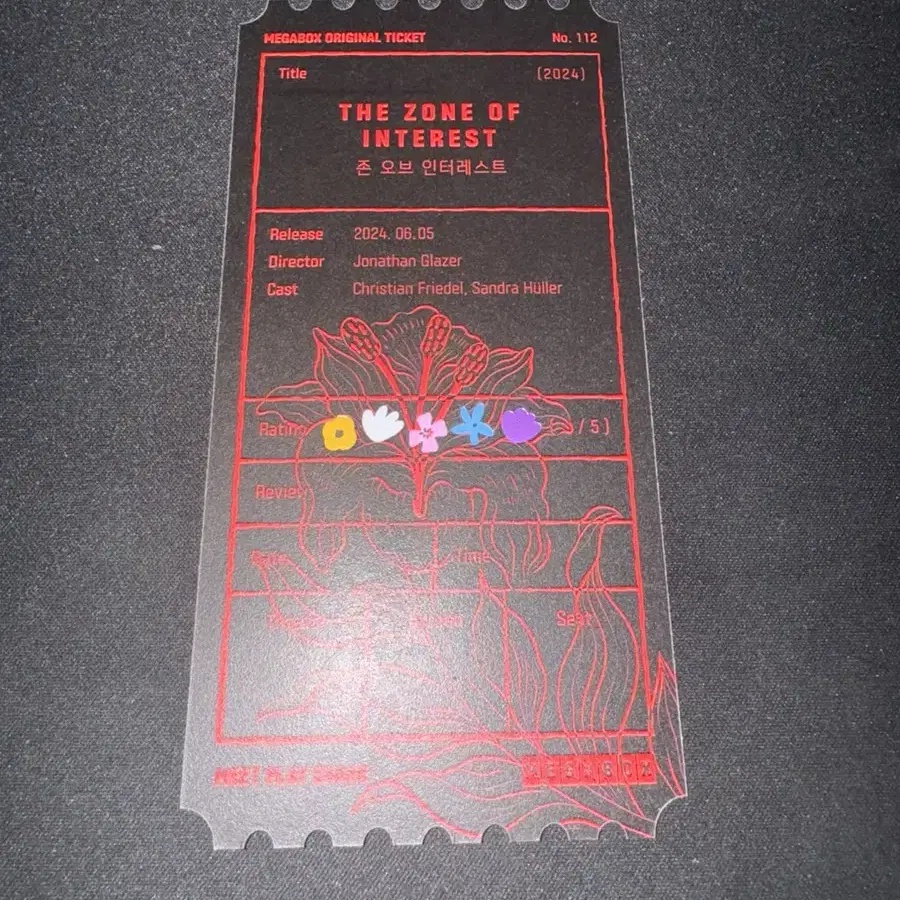 MEGABOX ORIGINAL TICKET No. 112
Title (2024)
THE ZONE OF
INTEREST
존 오브 인터레스트
Release 2024. 06.05
Director Jonathan Glazer
Cast Christian Friedel, Sandra Hüller
Rating / 5 )
Review
Date Time
Theater Screen Seat
MEET PLAY SHARE MEGABOX